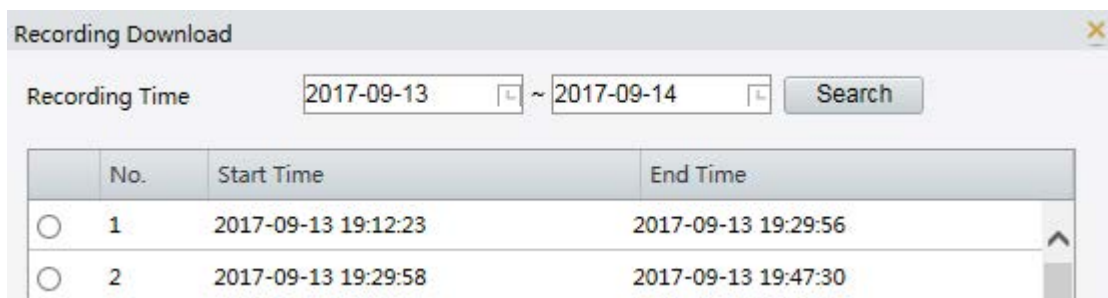 Recording Download
Recording Time 2017-09-13 ~ 2017-09-14 Search
No. Start Time End Time
1 2017-09-13 19:12:23 2017-09-13 19:29:56
2 2017-09-13 19:29:58 2017-09-13 19:47:30